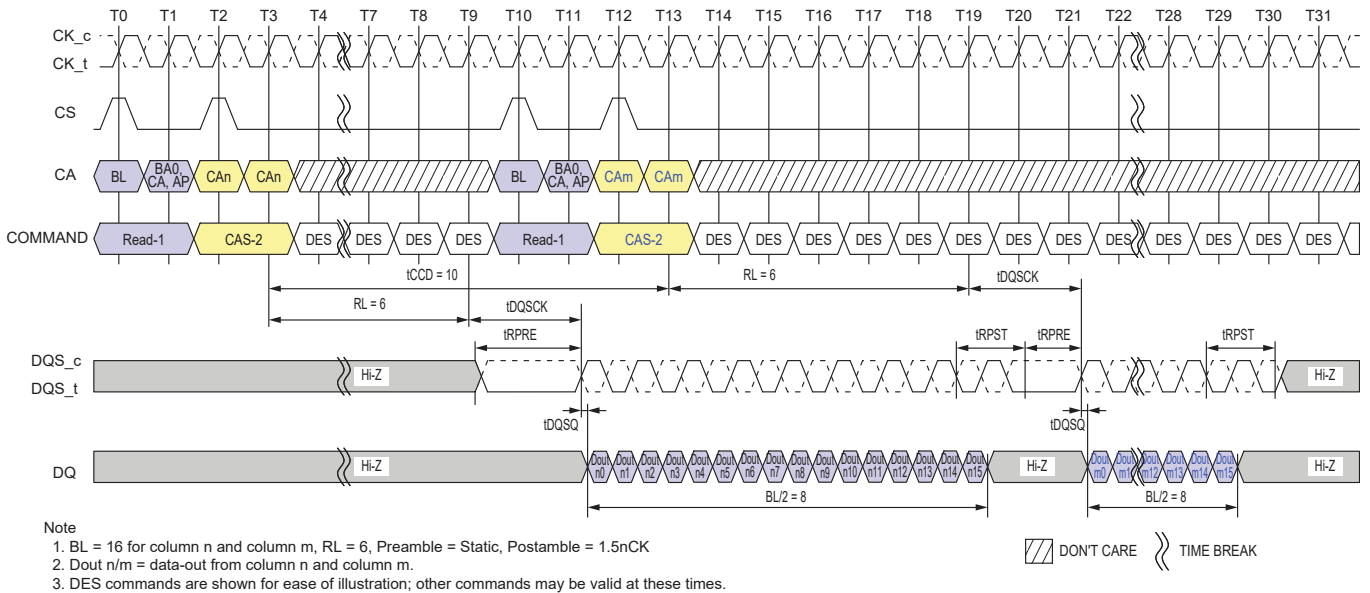 T0 T1 T2 T3 T4 T7 T8 T9 T10 T11 T12 T13 T14 T15 T16 T17 T18 T19 T20 T21 T22 T28 T29 T30 T31
CK_c
CK_t
CS
CA BL BA0, CA, AP CAn CAn BL BA0, CA, AP CAm CAm
COMMAND Read-1 CAS-2 DES DES DES DES Read-1 CAS-2 DES DES DES DES DES DES DES DES DES DES DES DES DES
tCCD = 10 RL = 6 tDQSCK
RL = 6 tDQSCK
tRPRE tRPST tRPRE tRPST
DQS_c
DQS_t
Hi-Z Hi-Z
tDQSQ tDQSQ
DQ Hi-Z Dout n0 Dout n1 Dout n2 Dout n3 Dout n4 Dout n5 Dout n6 Dout n7 Dout n8 Dout n9 Dout n10 Dout n11 Dout n12 Dout n13 Dout n14 Dout n15 Hi-Z Dout m0 Dout m1 Dout m12 Dout m13 Dout m14 Dout m15 Hi-Z
BL/2 = 8 BL/2 = 8
Note
1. BL = 16 for column n and column m, RL = 6, Preamble = Static, Postamble = 1.5nCK
2. Dout n/m = data-out from column n and column m.
3. DES commands are shown for ease of illustration; other commands may be valid at these times.
DON'T CARE TIME BREAK